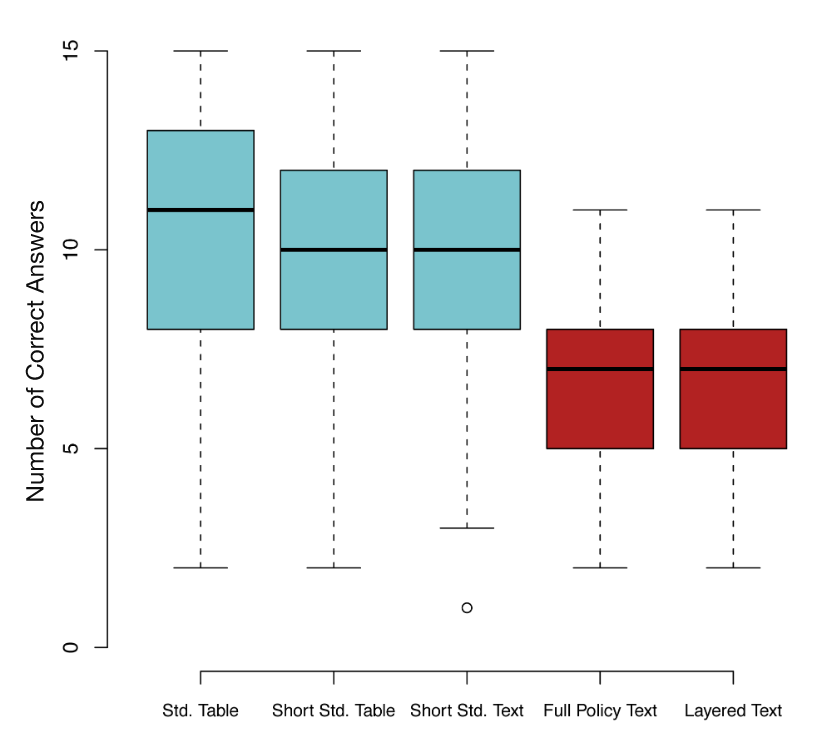 Number of Correct Answers
15
10
5
0
Std. Table
Short Std. Table
Short Std. Text
Full Policy Text
Layered Text